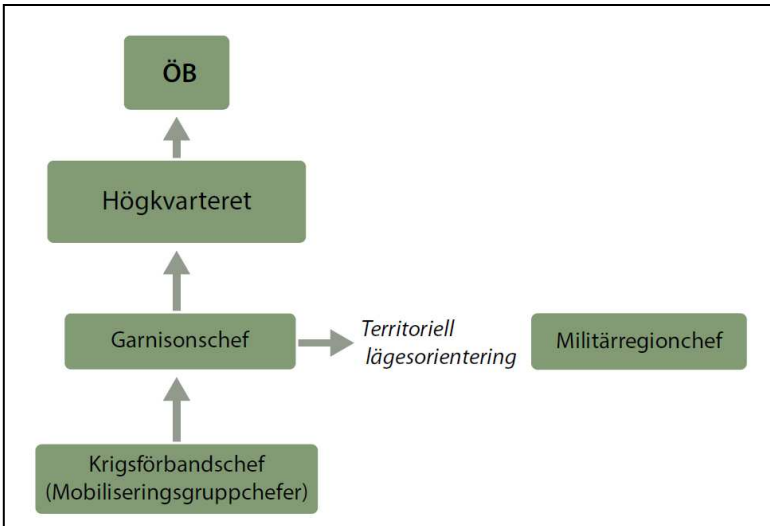 ÖB
Högkvarteret
Garnisonschef
Territoriell
lägesorientering
Militärregionchef
Krigsförbandschef
(Mobiliseringsgruppchefer)